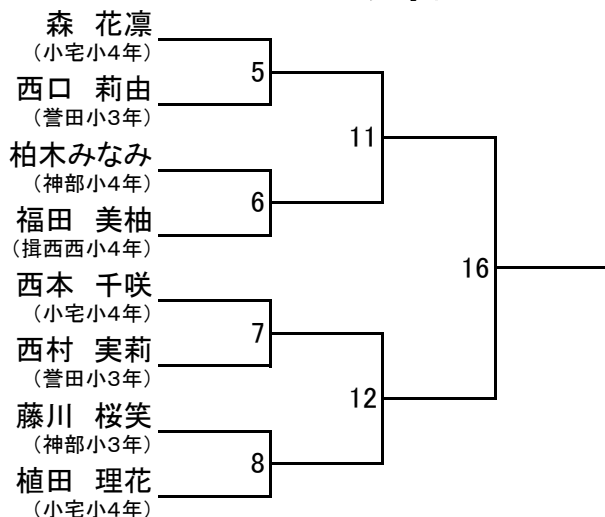 森 花凛
(小宅小4年)
5
西口 莉由
(誉田小3年)
11
柏木みなみ
(神部小4年)
6
福田 美柚
(揖西西小4年)
16
西本 千咲
(小宅小4年)
7
西村 実莉
(誉田小3年)
12
藤川 桜笑
(神部小3年)
8
植田 理花
(小宅小4年)